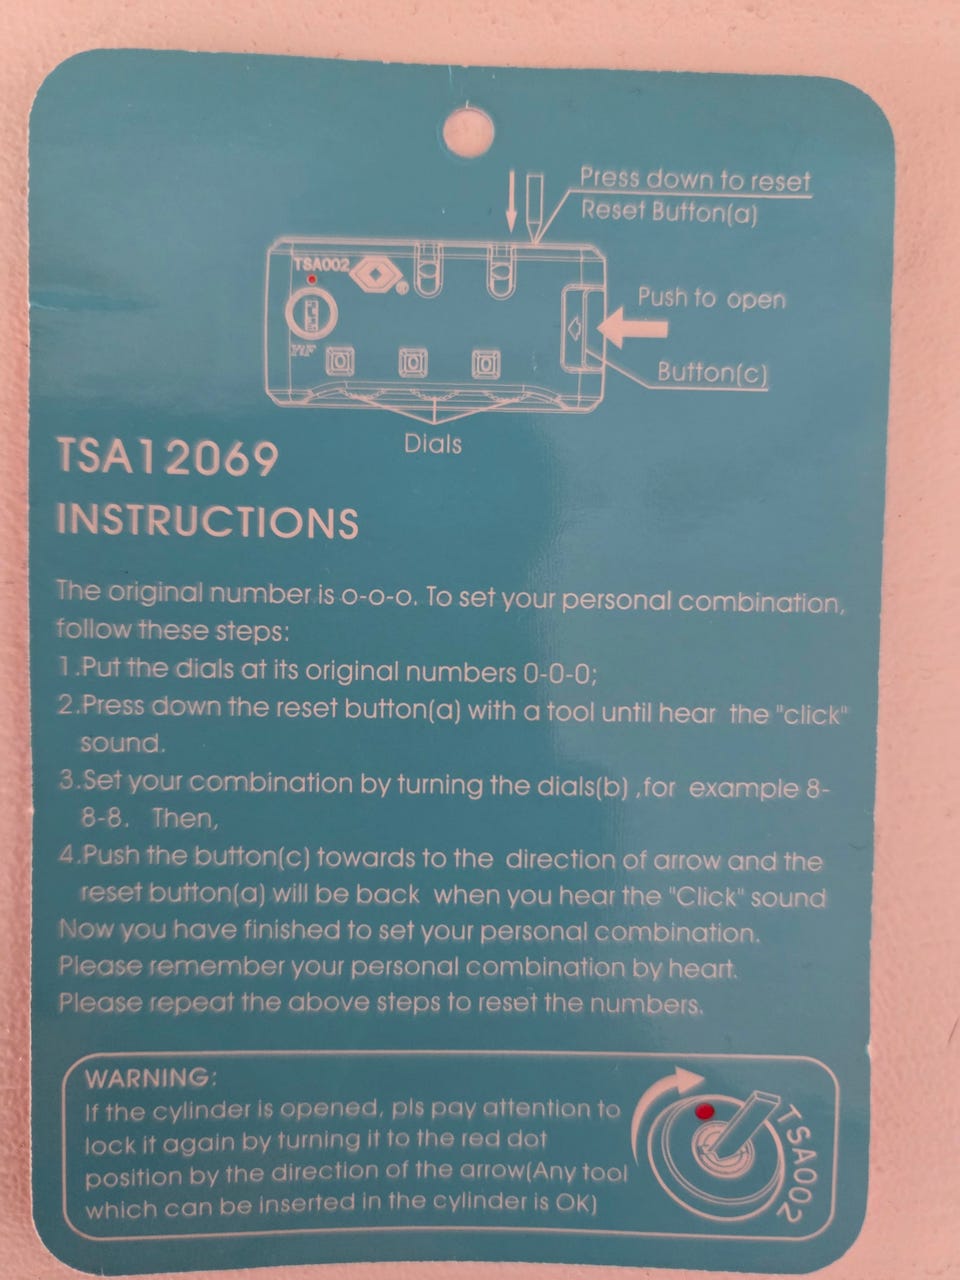 Press down to reset
Reset Button(a)
TSA002
®
Push to open
Button(c)
0 0 0
Dials
TSA12069
INSTRUCTIONS
The original number is o-o-o. To set your personal combination,
follow these steps:
1.Put the dials at its original numbers 0-0-0;
2.Press down the reset button(a) with a tool until hear the "click"
sound.
3.Set your combination by turning the dials(b) ,for example 8-
8-8. Then,
4.Push the button(c) towards to the direction of arrow and the
reset button(a) will be back when you hear the "Click" sound
Now you have finished to set your personal combination.
Please remember your personal combination by heart.
Please repeat the above steps to reset the numbers.
WARNING:
If the cylinder is opened, pls pay attention to
lock it again by turning it to the red dot
position by the direction of the arrow(Any tool
which can be inserted in the cylinder is OK)
TSA002